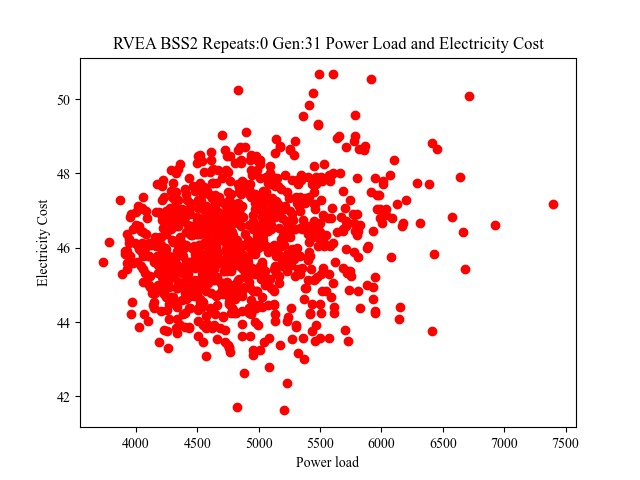 RVEA BSS2 Repeats:0 Gen:31 Power Load and Electricity Cost
50
48
46
44
42
Electricity Cost
4000 4500 5000 5500 6000 6500 7000 7500
Power load